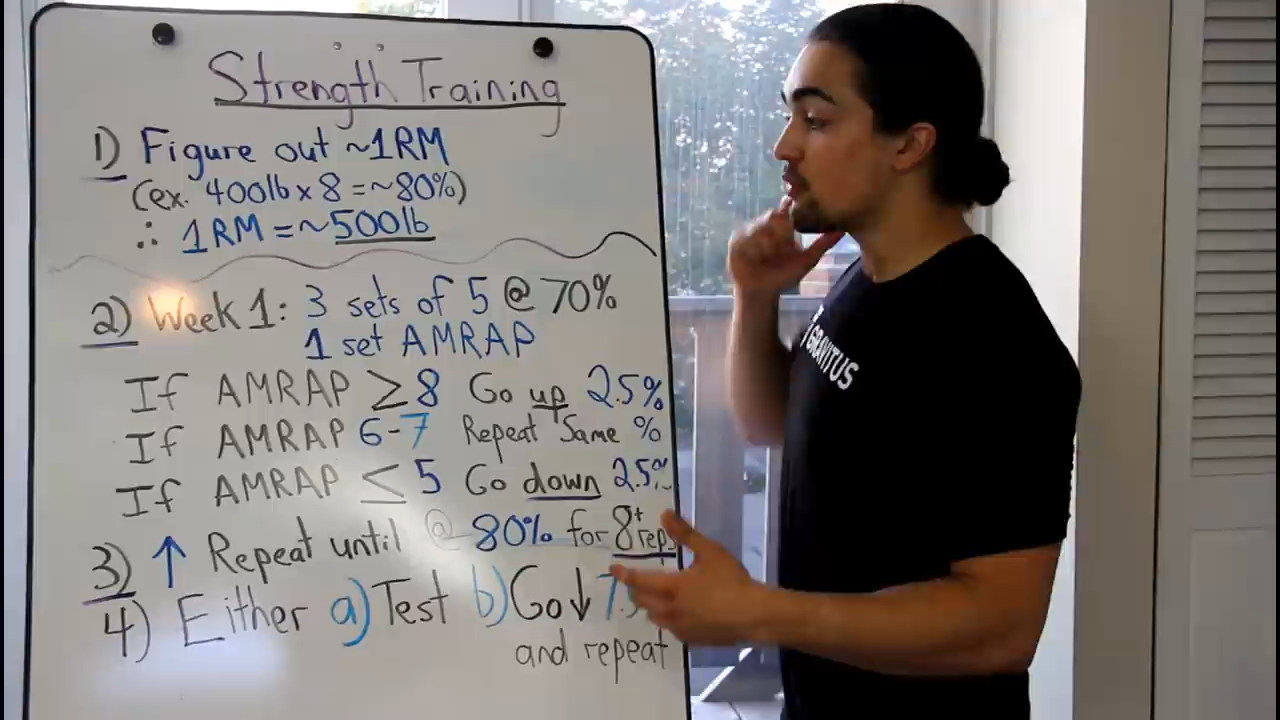 Strength Training
1) Figure out ~1RM
(ex. 400lb x 8 = ~80%)
∴ 1RM = ~500lb
2) Week 1: 3 sets of 5 @ 70%
1 set AMRAP
If AMRAP ≥ 8 Go up 2.5%
If AMRAP 6-7 Repeat Same %
If AMRAP ≤ 5 Go down 2.5%
3) ↑ Repeat until @ 80% for 8+ reps
4) Either a) Test b) Go ↓
and repeat
GRAVITUS